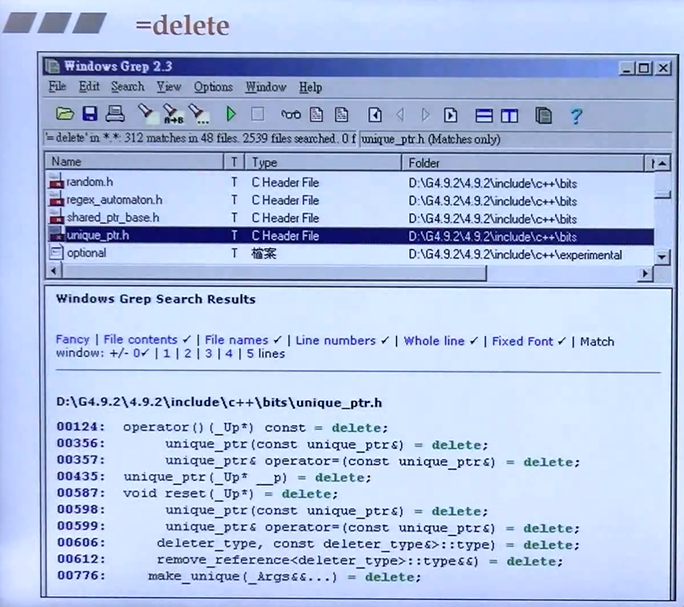 =delete
Windows Grep 2.3
File Edit Search View Options Window Help
A→B
'= delete' in *.*: 312 matches in 48 files. 2539 files searched. 0 f unique_ptr.h (Matches only)
Name T Type Folder
random.h T C Header File D:\G4.9.2\4.9.2\include\c++\bits
regex_automaton.h T C Header File D:\G4.9.2\4.9.2\include\c++\bits
shared_ptr_base.h T C Header File D:\G4.9.2\4.9.2\include\c++\bits
unique_ptr.h T C Header File D:\G4.9.2\4.9.2\include\c++\bits
optional T 檔案 D:\G4.9.2\4.9.2\include\c++\experimental
Windows Grep Search Results
Fancy | File contents ✓ | File names ✓ | Line numbers ✓ | Whole line ✓ | Fixed Font ✓ | Match
window: +/- 0✓ | 1 | 2 | 3 | 4 | 5 lines
D:\G4.9.2\4.9.2\include\c++\bits\unique_ptr.h
00124: operator()(_Up*) const = delete;
00356: unique_ptr(const unique_ptr&) = delete;
00357: unique_ptr& operator=(const unique_ptr&) = delete;
00435: unique_ptr(_Up* __p) = delete;
00587: void reset(_Up*) = delete;
00598: unique_ptr(const unique_ptr&) = delete;
00599: unique_ptr& operator=(const unique_ptr&) = delete;
00606: deleter_type, const deleter_type&>::type) = delete;
00612: remove_reference<deleter_type>::type&&) = delete;
00776: make_unique(_Args&&...) = delete;